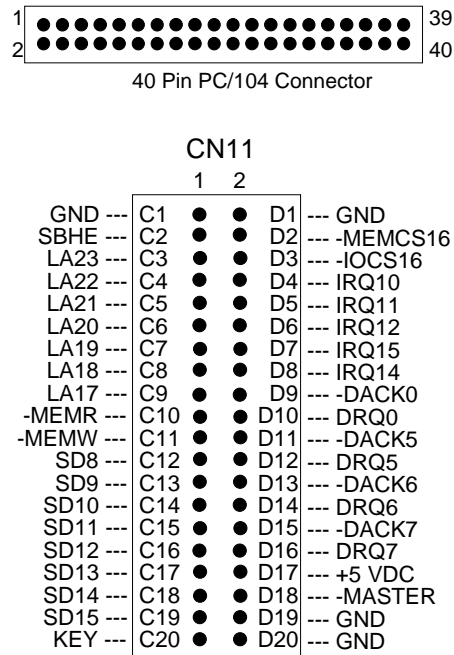 1 39
2 40
40 Pin PC/104 Connector
CN11
1 2
GND --- C1 D1 --- GND
SBHE --- C2 D2 --- -MEMCS16
LA23 --- C3 D3 --- -IOCS16
LA22 --- C4 D4 --- IRQ10
LA21 --- C5 D5 --- IRQ11
LA20 --- C6 D6 --- IRQ12
LA19 --- C7 D7 --- IRQ15
LA18 --- C8 D8 --- IRQ14
LA17 --- C9 D9 --- -DACK0
-MEMR --- C10 D10 --- DRQ0
-MEMW --- C11 D11 --- -DACK5
SD8 --- C12 D12 --- DRQ5
SD9 --- C13 D13 --- -DACK6
SD10 --- C14 D14 --- DRQ6
SD11 --- C15 D15 --- -DACK7
SD12 --- C16 D16 --- DRQ7
SD13 --- C17 D17 --- +5 VDC
SD14 --- C18 D18 --- -MASTER
SD15 --- C19 D19 --- GND
KEY --- C20 D20 --- GND